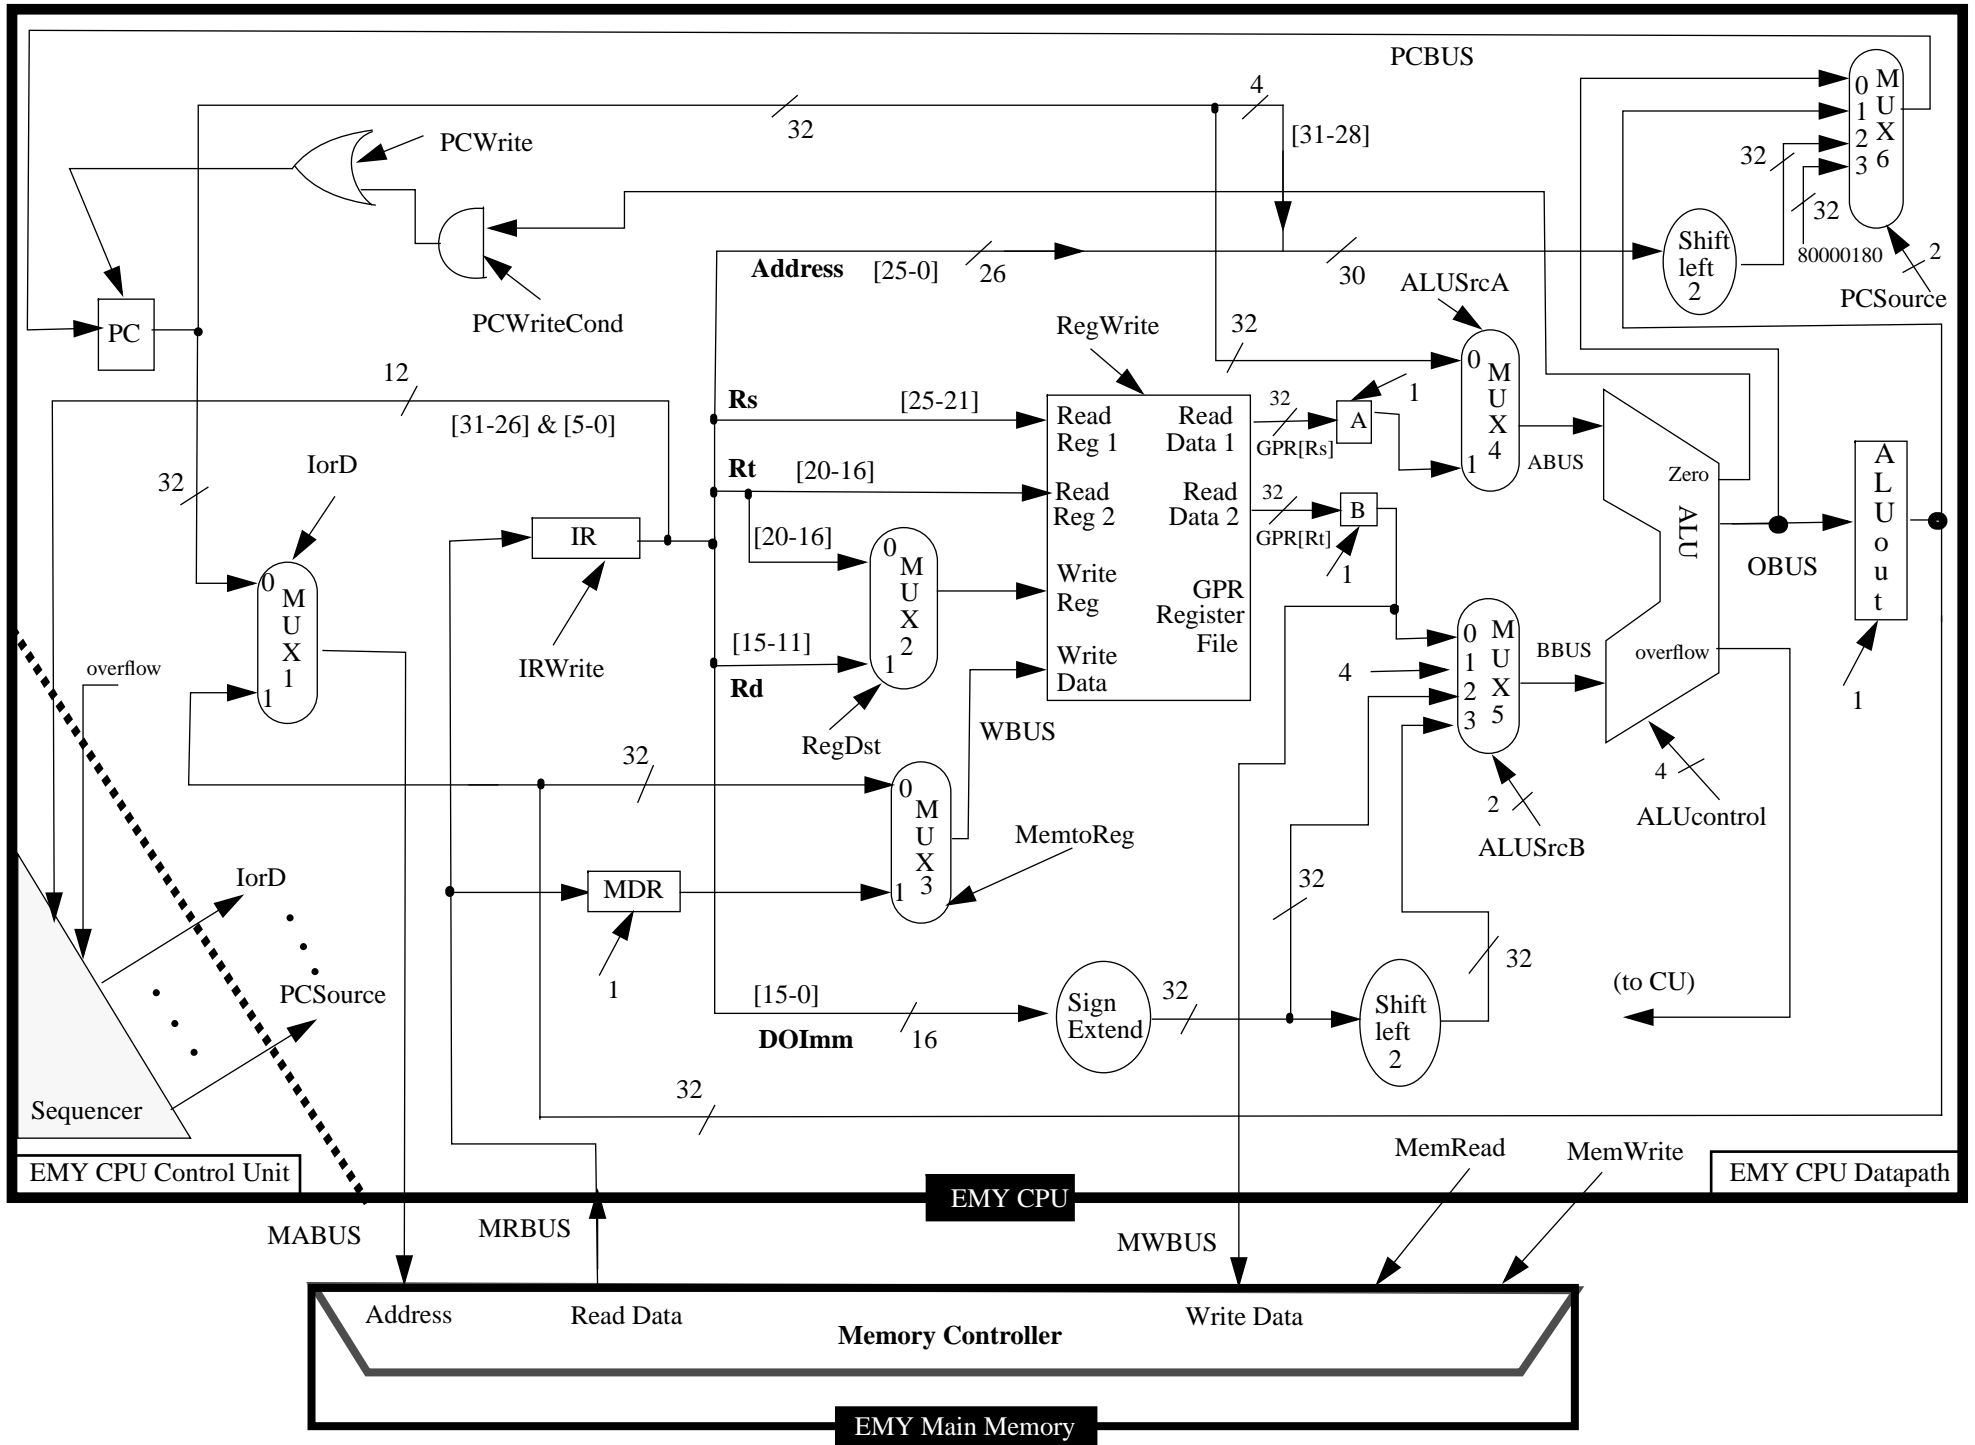 PCBUS
0 M
U
1
X
2
6
3
4
32
[31-28]
PCWrite
32
32
Address [25-0]
26
30
Shift
left
2
80000180
2
PCSource
PCWriteCond
ALUSrcA
PC
RegWrite
32
0
M
U
X
4
1
12
[31-26] & [5-0]
Rs
[25-21]
Read
Reg 1
Read
Data 1
32
GPR[Rs]
A
1
ABUS
IorD
32
Rt
[20-16]
Read
Reg 2
Read
Data 2
32
GPR[Rt]
B
1
Zero
ALU
A
L
U
o
u
t
OBUS
1
IR
[20-16]
0
M
U
X
2
1
Write
Reg
GPR
Register
File
0
M
U
X
1
1
overflow
IRWrite
[15-11]
Rd
Write
Data
0 M
1 U
2 X
3 5
4
BBUS
overflow
RegDst
WBUS
32
0
M
U
X
3
1
MemtoReg
2
ALUSrcB
4
ALUcontrol
IorD
MDR
1
32
32
PCSource
[15-0]
DOImm
16
Sign
Extend
32
Shift
left
2
(to CU)
Sequencer
32
EMY CPU Control Unit
MemRead
MemWrite
EMY CPU Datapath
EMY CPU
MABUS
MRBUS
MWBUS
Address
Read Data
Memory Controller
Write Data
EMY Main Memory